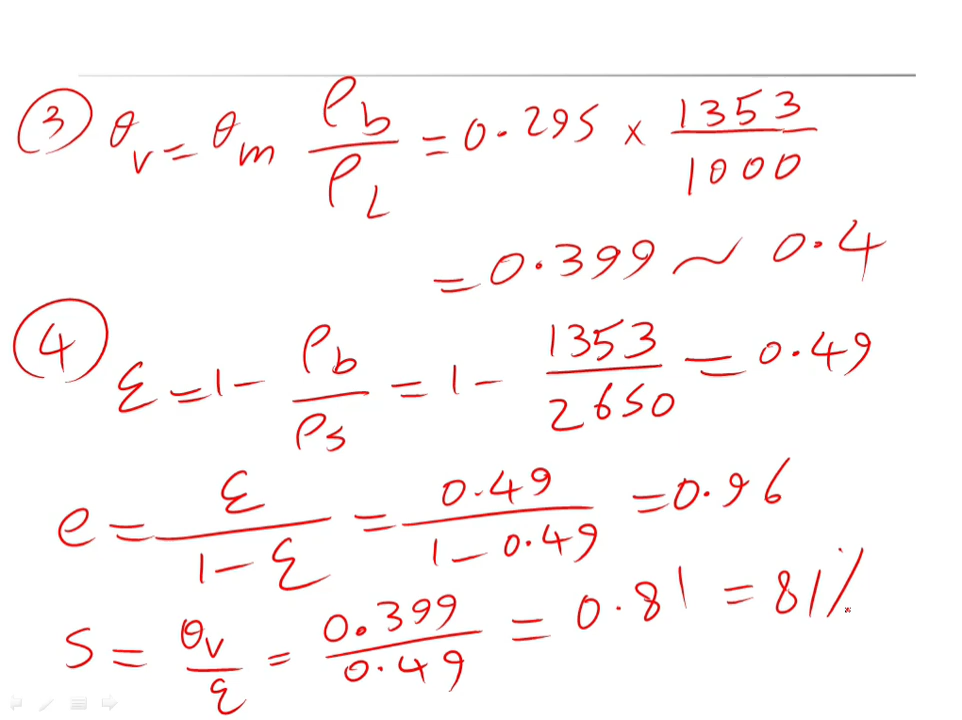 ③ θv = θm ρb/ρL = 0.295 × 1353/1000
= 0.399 ~ 0.4
④ ε = 1 - ρb/ρs = 1 - 1353/2650 = 0.49
e = ε/1-ε = 0.49/1-0.49 = 0.96
S = θv/ε = 0.399/0.49 = 0.81 = 81%